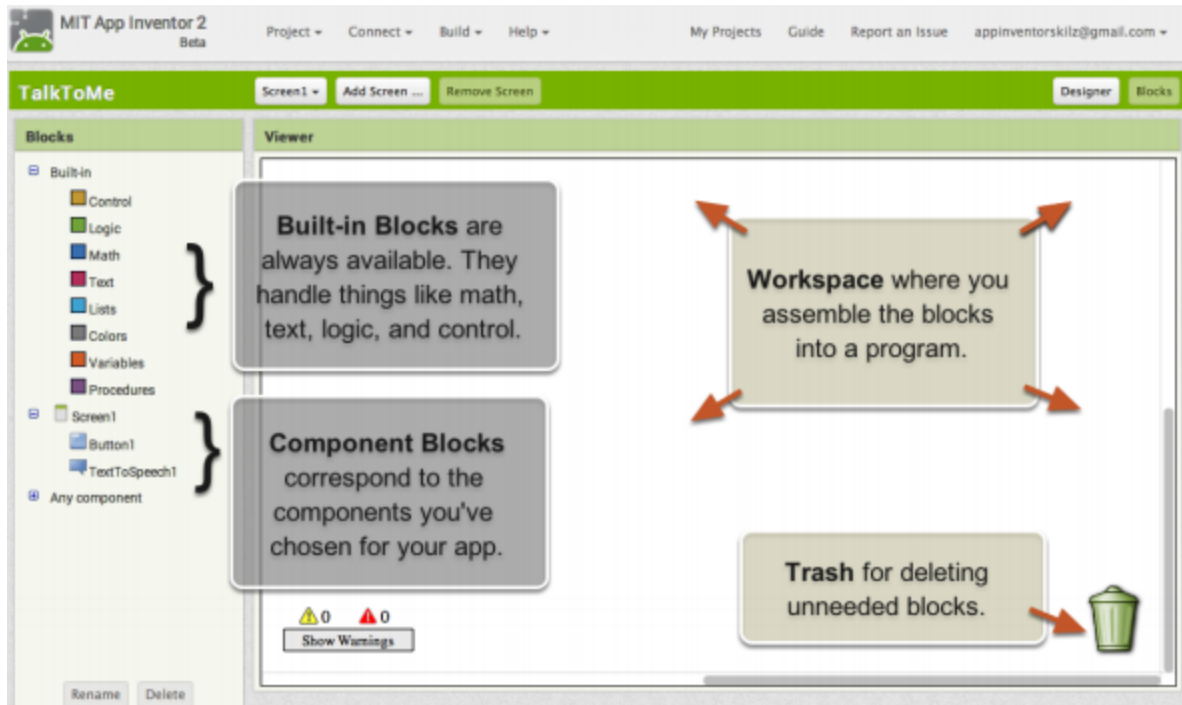 MIT App Inventor 2
Beta
Project Connect Build Help My Projects Guide Report an Issue appinventorskilz@gmail.com
TalkToMe Screen1 Add Screen ... Remove Screen Designer Blocks
Blocks Viewer
Built-in
Control
Logic
Math
Text
Lists
Colors
Variables
Procedures
Screen1
Button1
TextToSpeech1
Any component
Rename Delete
Built-in Blocks are
always available. They
handle things like math,
text, logic, and control.
Component Blocks
correspond to the
components you've
chosen for your app.
0 0
Show Warnings
Workspace where you
assemble the blocks
into a program.
Trash for deleting
unneeded blocks.